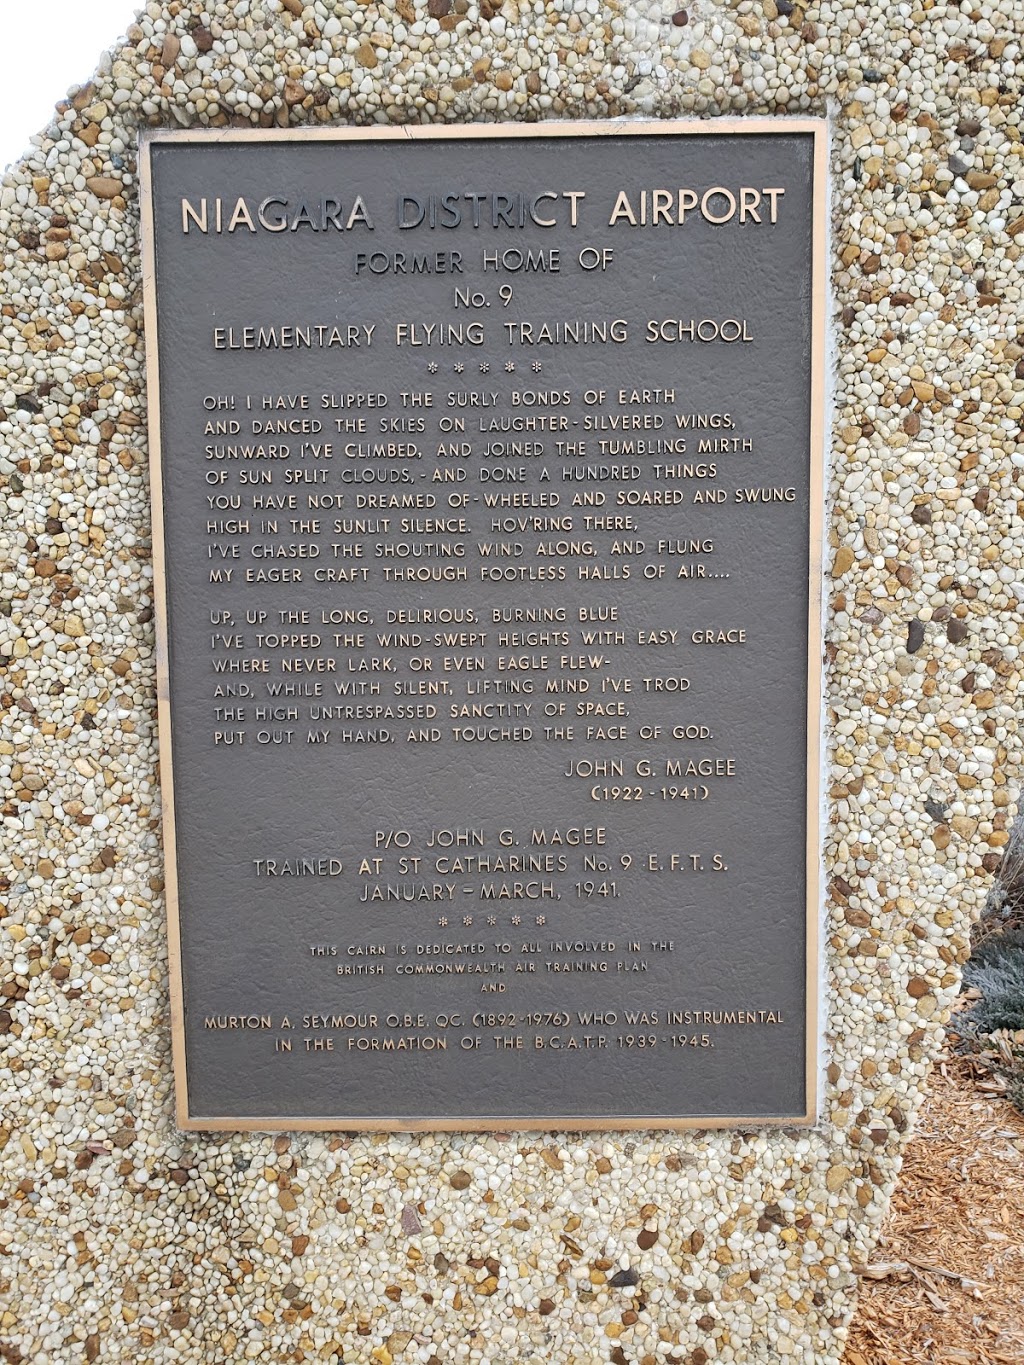 NIAGARA DISTRICT AIRPORT
FORMER HOME OF
No. 9
ELEMENTARY FLYING TRAINING SCHOOL
* * * * *
OH! I HAVE SLIPPED THE SURLY BONDS OF EARTH
AND DANCED THE SKIES ON LAUGHTER-SILVERED WINGS,
SUNWARD I'VE CLIMBED, AND JOINED THE TUMBLING MIRTH
OF SUN SPLIT CLOUDS,-AND DONE A HUNDRED THINGS
YOU HAVE NOT DREAMED OF-WHEELED AND SOARED AND SWUNG
HIGH IN THE SUNLIT SILENCE. HOV'RING THERE,
I'VE CHASED THE SHOUTING WIND ALONG, AND FLUNG
MY EAGER CRAFT THROUGH FOOTLESS HALLS OF AIR....
UP, UP THE LONG, DELIRIOUS, BURNING BLUE
I'VE TOPPED THE WIND-SWEPT HEIGHTS WITH EASY GRACE
WHERE NEVER LARK, OR EVEN EAGLE FLEW-
AND, WHILE WITH SILENT, LIFTING MIND I'VE TROD
THE HIGH UNTRESPASSED SANCTITY OF SPACE,
PUT OUT MY HAND, AND TOUCHED THE FACE OF GOD.
JOHN G. MAGEE
(1922-1941)
P/O JOHN G. MAGEE
TRAINED AT ST CATHARINES No. 9 E.F.T.S.
JANUARY-MARCH, 1941.
* * * * *
THIS CAIRN IS DEDICATED TO ALL INVOLVED IN THE
BRITISH COMMONWEALTH AIR TRAINING PLAN
AND
MURTON A. SEYMOUR O.B.E. QC. (1892-1976) WHO WAS INSTRUMENTAL
IN THE FORMATION OF THE B.C.A.T.P. 1939-1945.